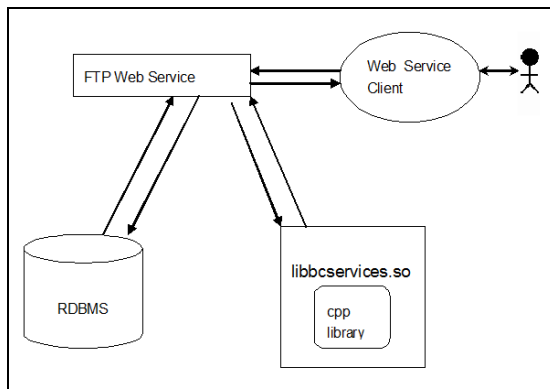 FTP Web Service
Web Service
Client
RDBMS
libbcservices.so
cpp
library